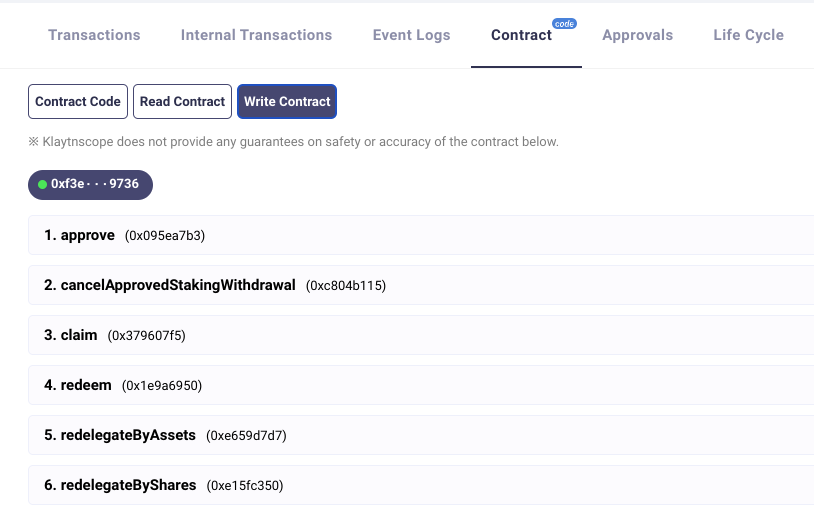 Transactions Internal Transactions Event Logs Contract code Approvals Life Cycle
Contract Code Read Contract Write Contract
※ Klaytnscope does not provide any guarantees on safety or accuracy of the contract below.
0xf3e···9736
1. approve (0x095ea7b3)
2. cancelApprovedStakingWithdrawal (0xc804b115)
3. claim (0x379607f5)
4. redeem (0x1e9a6950)
5. redelegateByAssets (0xe659d7d7)
6. redelegateByShares (0xe15fc350)